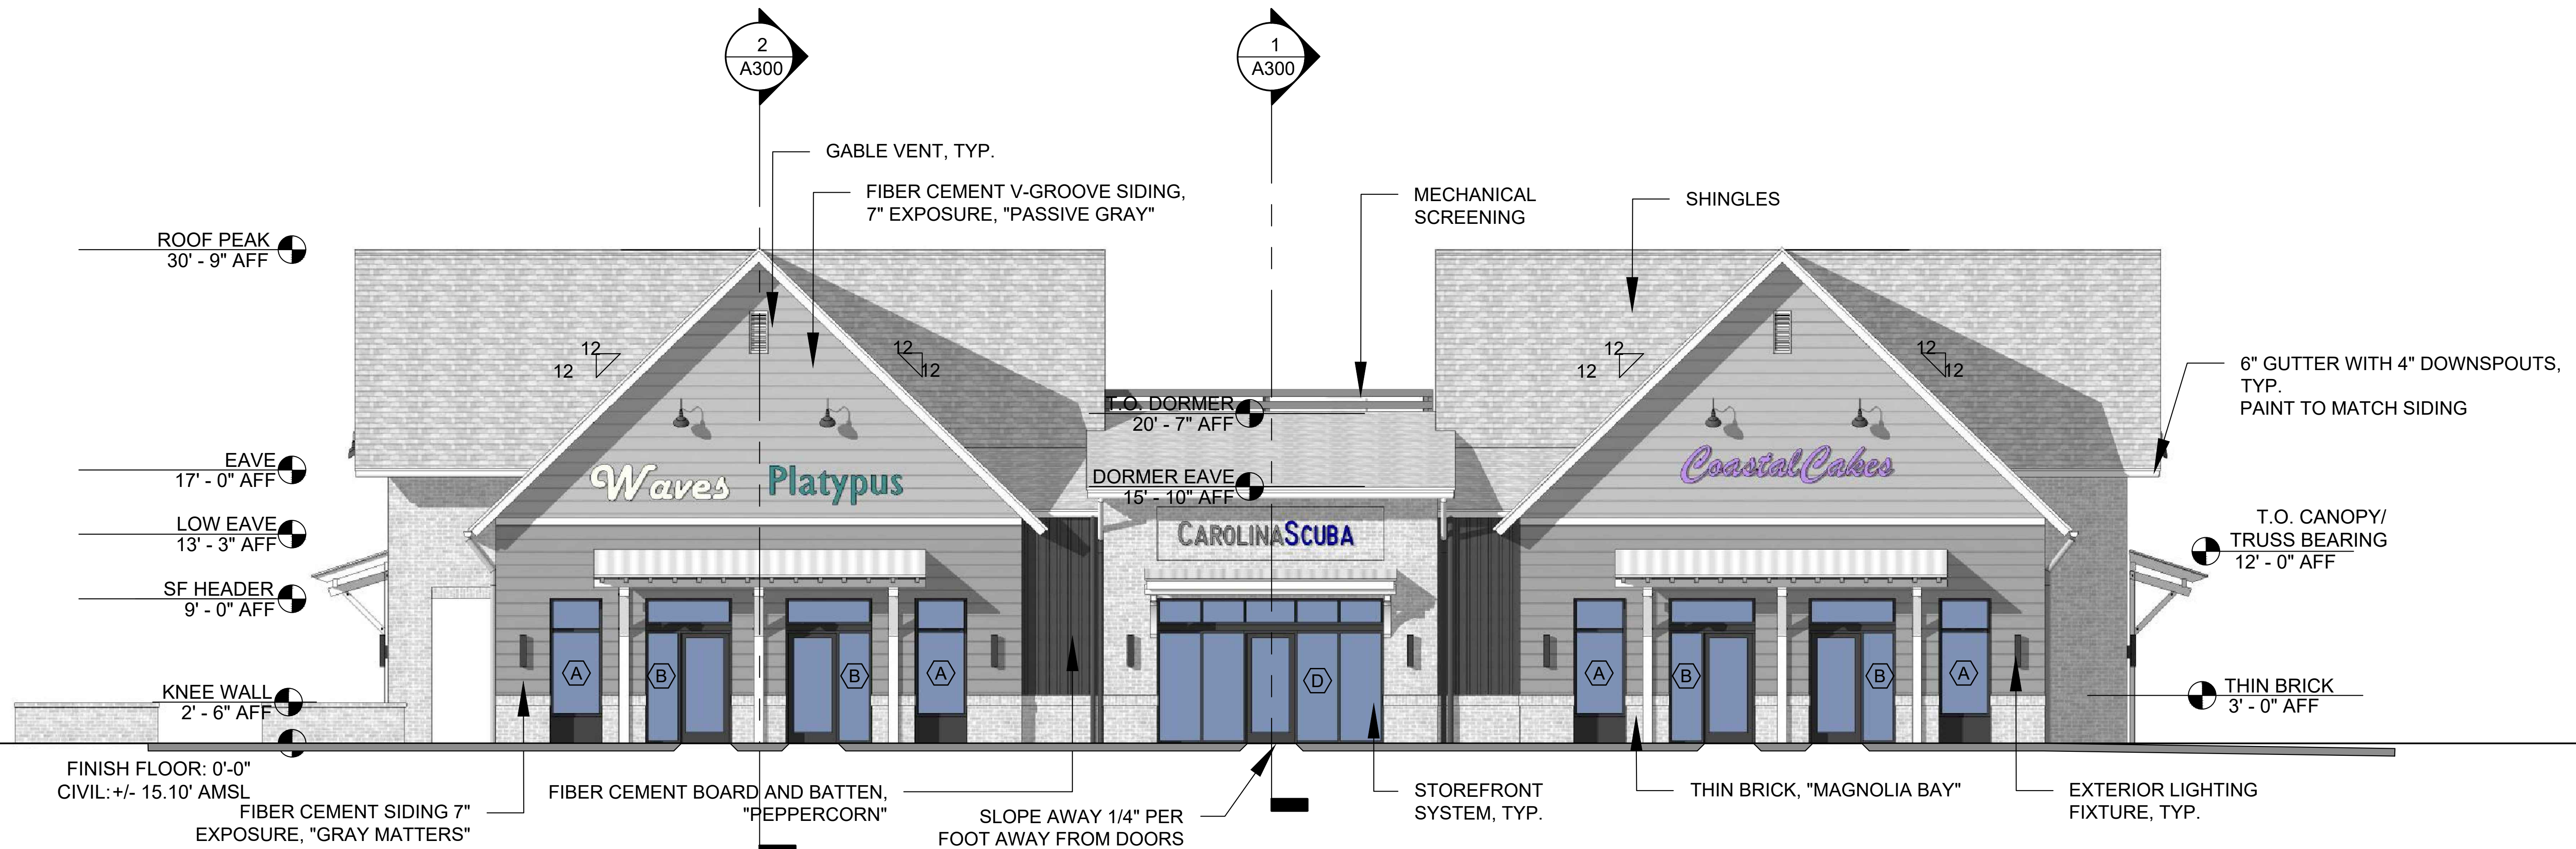 2
A300
1
A300
GABLE VENT, TYP.
FIBER CEMENT V-GROOVE SIDING,
7" EXPOSURE, "PASSIVE GRAY"
MECHANICAL
SCREENING
SHINGLES
ROOF PEAK
30' - 9" AFF
12
12
12
12
12
12
12
12
6" GUTTER WITH 4" DOWNSPOUTS,
TYP.
PAINT TO MATCH SIDING
T.O. DORMER
20' - 7" AFF
EAVE
17' - 0" AFF
DORMER EAVE
15' - 10" AFF
Waves Platypus
CoastalCakes
LOW EAVE
13' - 3" AFF
CAROLINASCUBA
T.O. CANOPY/
TRUSS BEARING
12' - 0" AFF
SF HEADER
9' - 0" AFF
A
B
B
A
D
A
B
B
A
KNEE WALL
2' - 6" AFF
THIN BRICK
3' - 0" AFF
FINISH FLOOR: 0'-0"
CIVIL:+/- 15.10' AMSL
FIBER CEMENT SIDING 7"
EXPOSURE, "GRAY MATTERS"
FIBER CEMENT BOARD AND BATTEN,
"PEPPERCORN"
SLOPE AWAY 1/4" PER
FOOT AWAY FROM DOORS
STOREFRONT
SYSTEM, TYP.
THIN BRICK, "MAGNOLIA BAY"
EXTERIOR LIGHTING
FIXTURE, TYP.